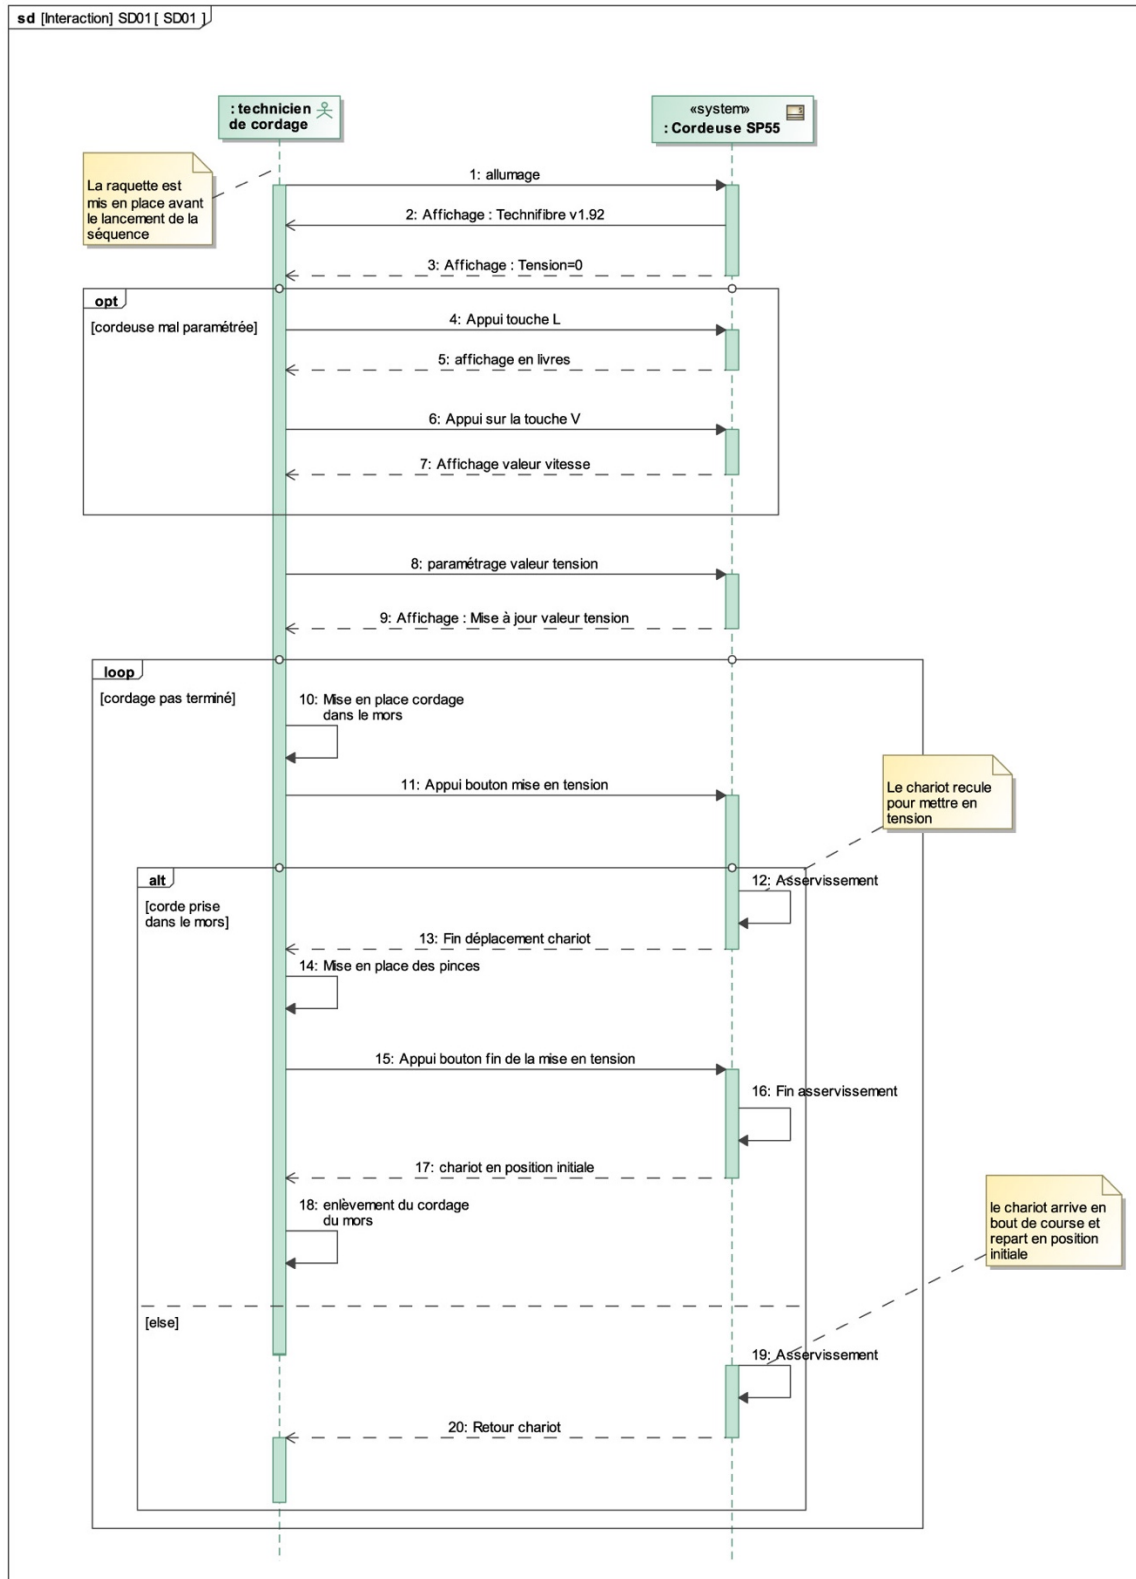 sd [Interaction] SD01 [ SD01 ]
: technicien
de cordage
«system»
: Cordeuse SP55
La raquette est
mis en place avant
le lancement de la
séquence
1: allumage
2: Affichage : Technifibre v1.92
3: Affichage : Tension=0
opt
[cordeuse mal paramétrée]
4: Appui touche L
5: affichage en livres
6: Appui sur la touche V
7: Affichage valeur vitesse
8: paramétrage valeur tension
9: Affichage : Mise à jour valeur tension
loop
[cordage pas terminé]
10: Mise en place cordage
dans le mors
11: Appui bouton mise en tension
Le chariot recule
pour mettre en
tension
alt
[corde prise
dans le mors]
12: Asservissement
13: Fin déplacement chariot
14: Mise en place des pinces
15: Appui bouton fin de la mise en tension
16: Fin asservissement
17: chariot en position initiale
18: enlèvement du cordage
du mors
le chariot arrive en
bout de course et
repart en position
initiale
[else]
19: Asservissement
20: Retour chariot